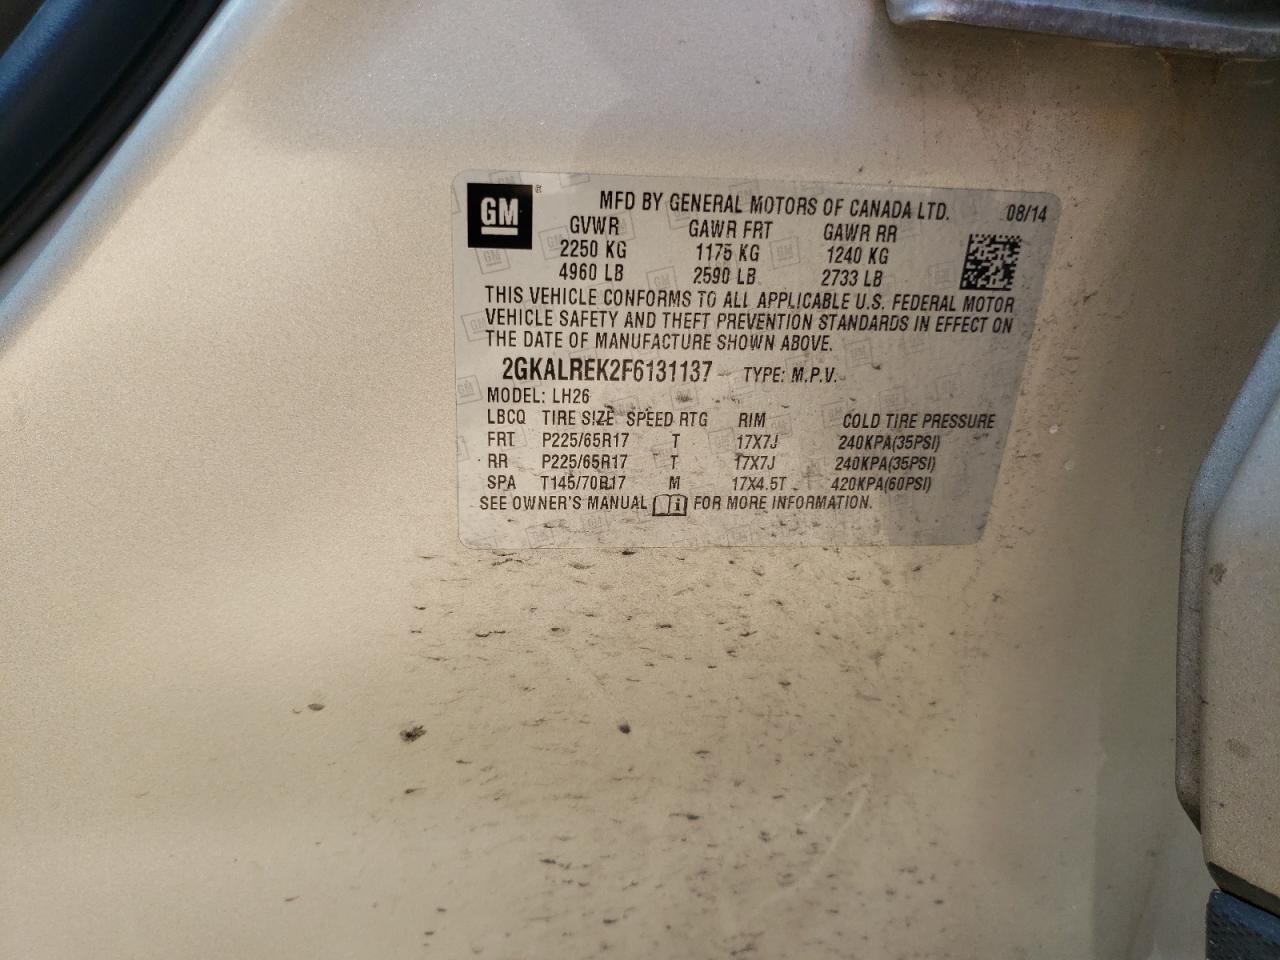 GM ® MFD BY GENERAL MOTORS OF CANADA LTD. 08/14
GVWR GAWR FRT GAWR RR
2250 KG 1175 KG 1240 KG
4960 LB 2590 LB 2733 LB
THIS VEHICLE CONFORMS TO ALL APPLICABLE U.S. FEDERAL MOTOR
VEHICLE SAFETY AND THEFT PREVENTION STANDARDS IN EFFECT ON
THE DATE OF MANUFACTURE SHOWN ABOVE.
2GKALREK2F6131137 TYPE: M.P.V.
MODEL: LH26
LBCQ TIRE SIZE SPEED RTG RIM COLD TIRE PRESSURE
FRT P225/65R17 T 17X7J 240KPA(35PSI)
RR P225/65R17 T 17X7J 240KPA(35PSI)
SPA T145/70R17 M 17X4.5T 420KPA(60PSI)
SEE OWNER'S MANUAL i FOR MORE INFORMATION.